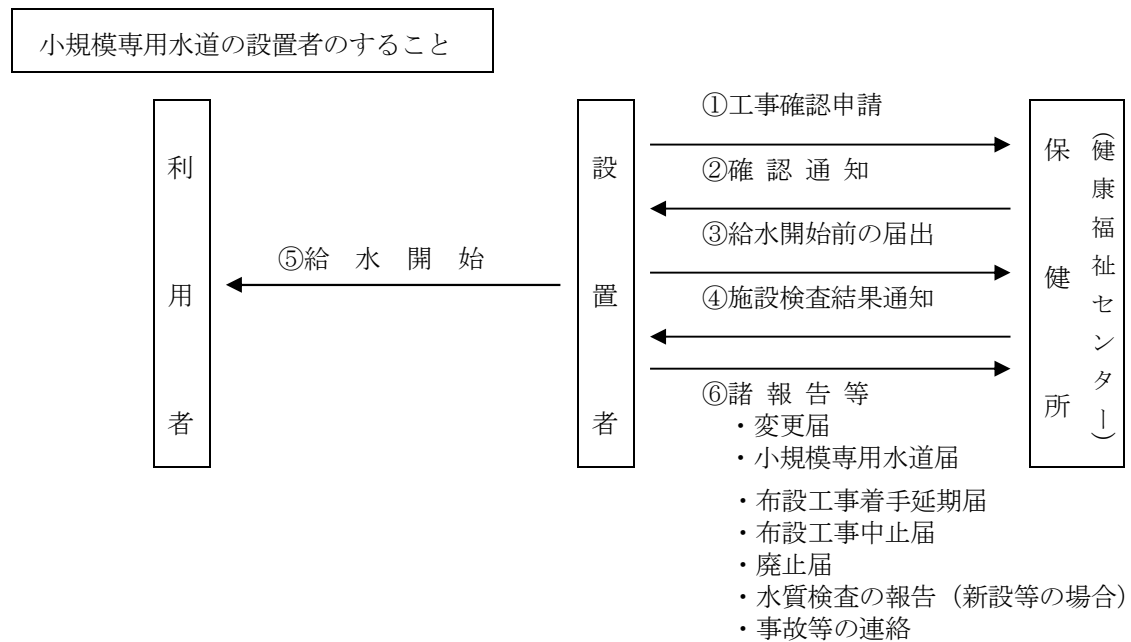 小規模専用水道の設置者のすること
利用者
⑤給水開始
設置者
①工事確認申請
②確認通知
③給水開始前の届出
④施設検査結果通知
⑥諸報告等
・変更届
・小規模専用水道届
・布設工事着手延期届
・布設工事中止届
・廃止届
・水質検査の報告（新設等の場合）
・事故等の連絡
保健所
（健康福祉センター）